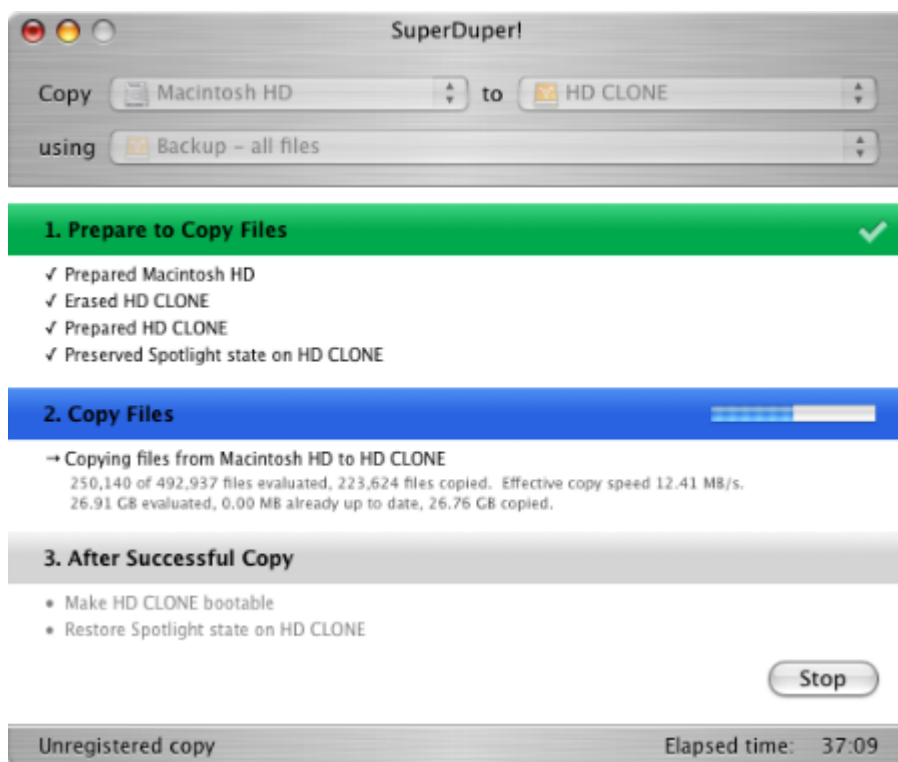 SuperDuper!
Copy Macintosh HD to HD CLONE
using Backup – all files
1. Prepare to Copy Files
✓ Prepared Macintosh HD
✓ Erased HD CLONE
✓ Prepared HD CLONE
✓ Preserved Spotlight state on HD CLONE
2. Copy Files
→ Copying files from Macintosh HD to HD CLONE
250,140 of 492,937 files evaluated, 223,624 files copied. Effective copy speed 12.41 MB/s.
26.91 GB evaluated, 0.00 MB already up to date, 26.76 GB copied.
3. After Successful Copy
• Make HD CLONE bootable
• Restore Spotlight state on HD CLONE
Stop
Unregistered copy Elapsed time: 37:09